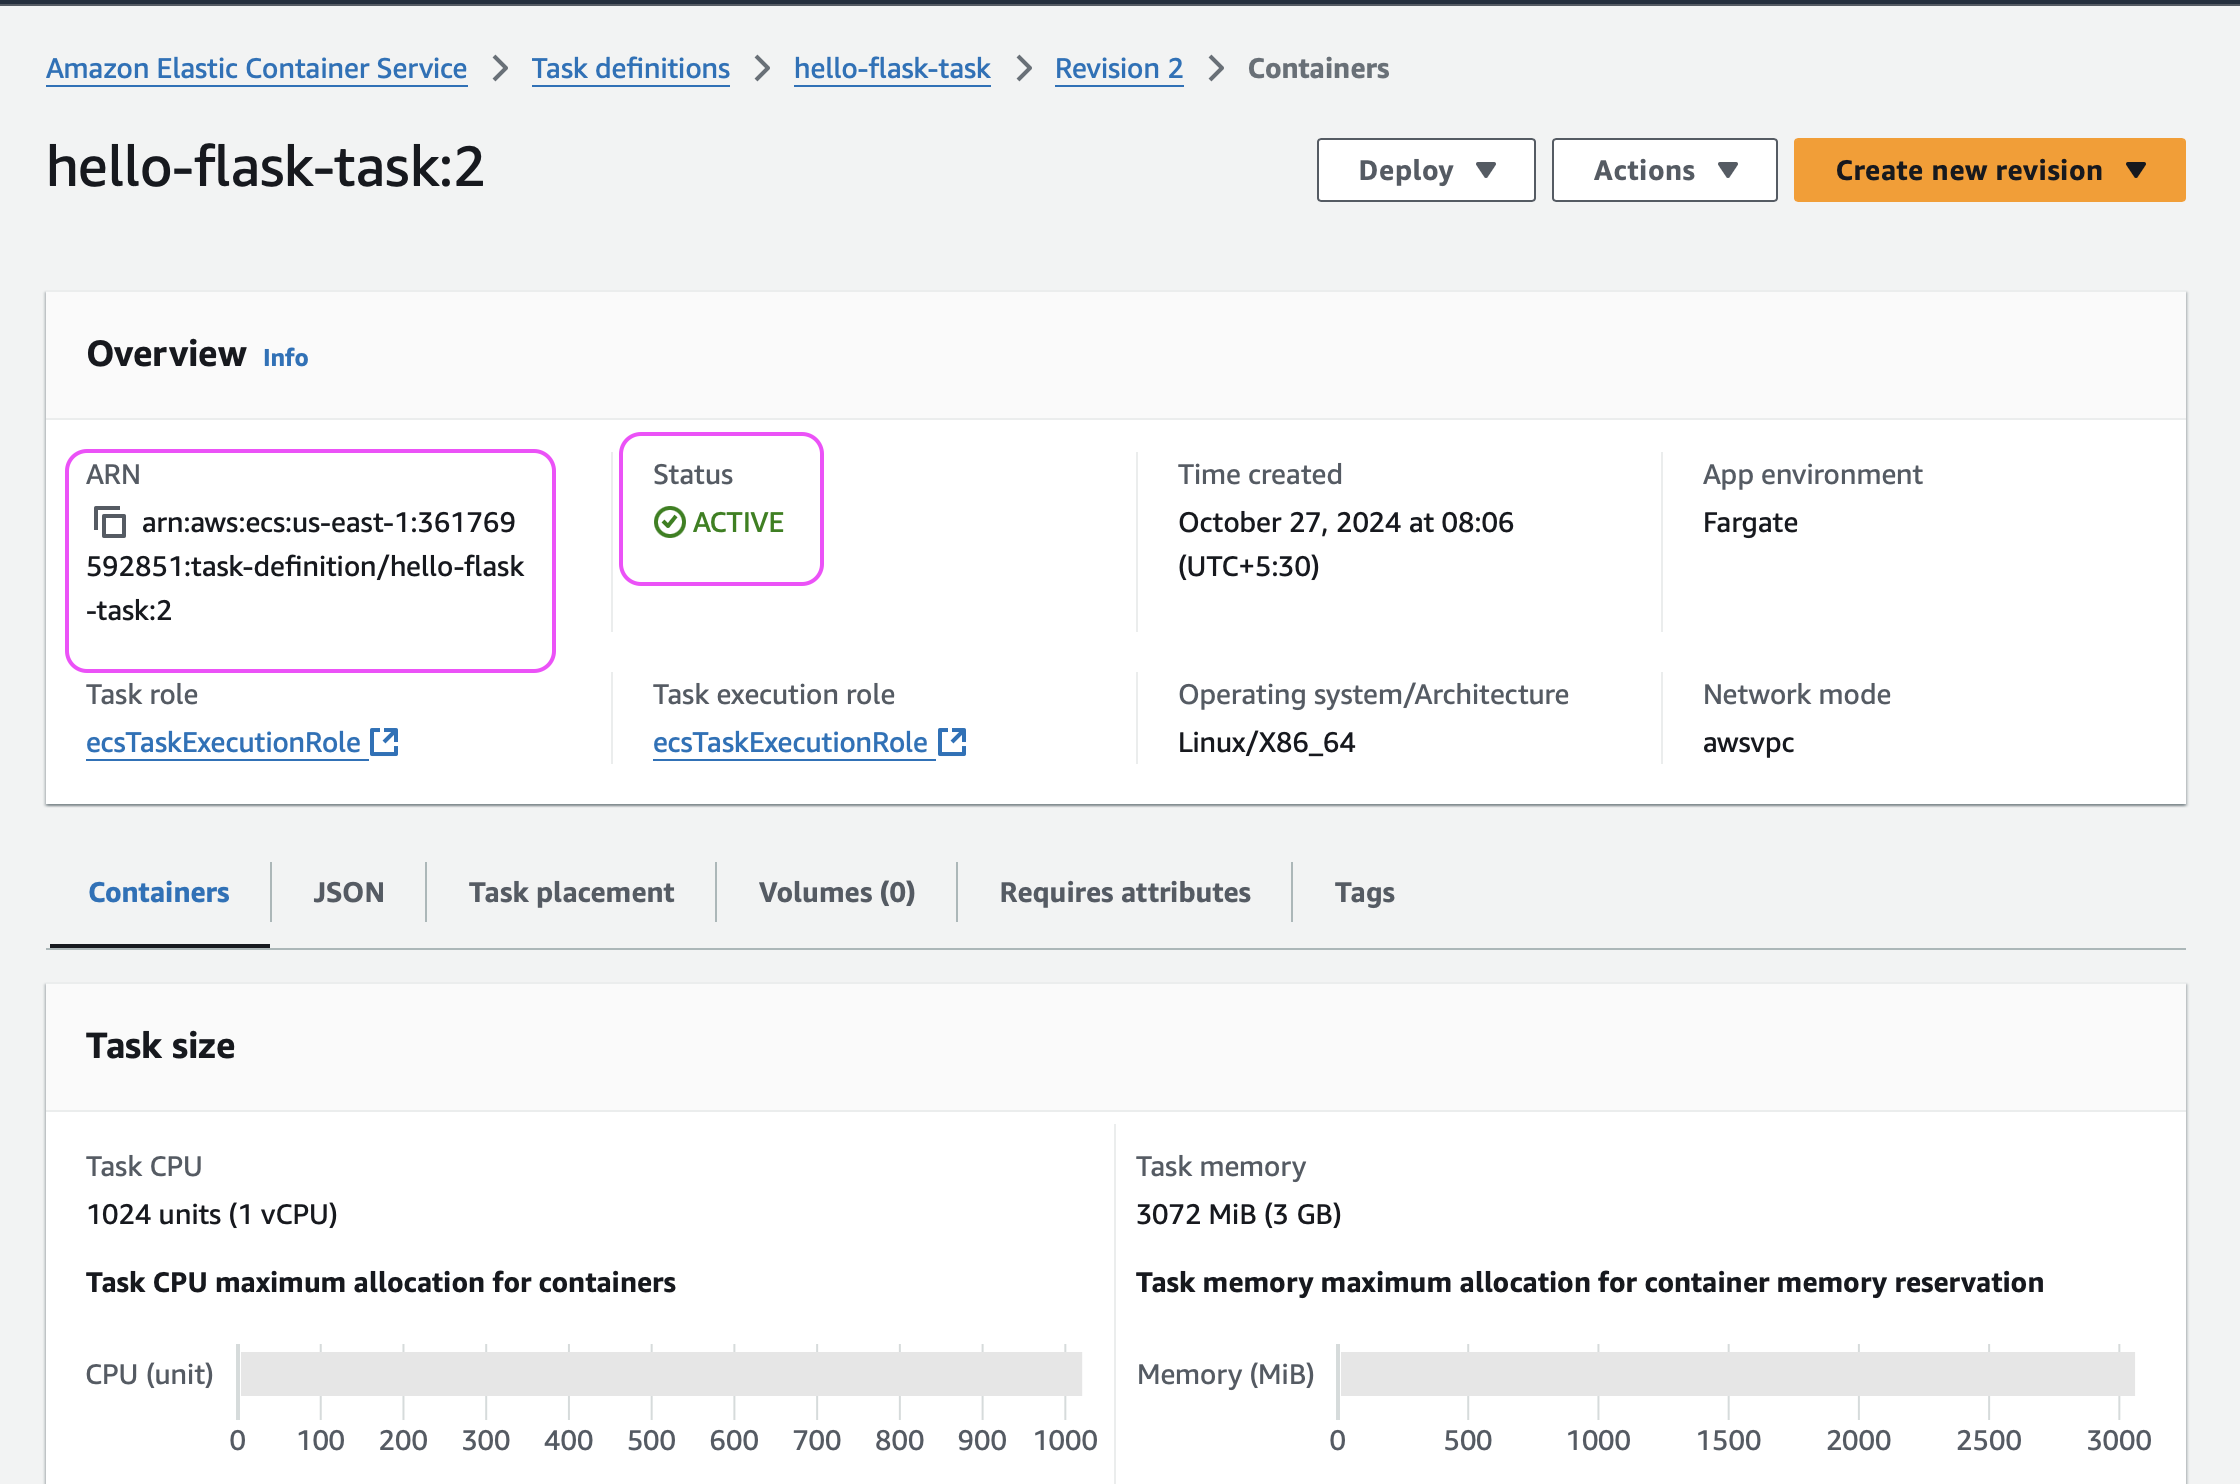 Amazon Elastic Container Service > Task definitions > hello-flask-task > Revision 2 > Containers
hello-flask-task:2
Deploy Actions Create new revision
Overview Info
ARN
arn:aws:ecs:us-east-1:361769
592851:task-definition/hello-flask
-task:2
Status
ACTIVE
Time created
October 27, 2024 at 08:06
(UTC+5:30)
App environment
Fargate
Task role
ecsTaskExecutionRole
Task execution role
ecsTaskExecutionRole
Operating system/Architecture
Linux/X86_64
Network mode
awsvpc
Containers JSON Task placement Volumes (0) Requires attributes Tags
Task size
Task CPU
1024 units (1 vCPU)
Task CPU maximum allocation for containers
CPU (unit)
0 100 200 300 400 500 600 700 800 900 1000
Task memory
3072 MiB (3 GB)
Task memory maximum allocation for container memory reservation
Memory (MiB)
0 500 1000 1500 2000 2500 3000